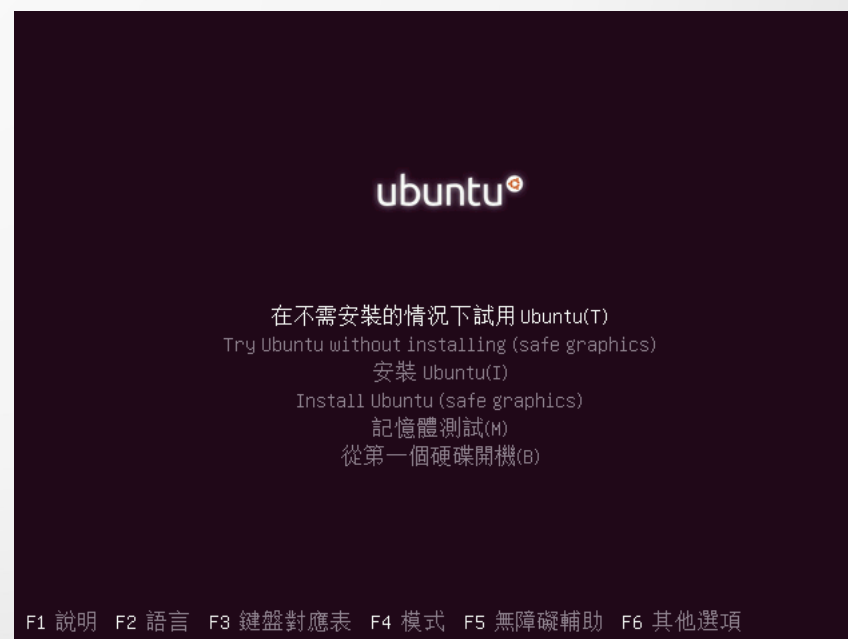 ubuntu
在不需安裝的情況下試用 Ubuntu(T)
Try Ubuntu without installing (safe graphics)
安裝 Ubuntu(I)
Install Ubuntu (safe graphics)
記憶體測試(M)
從第一個硬碟開機(B)
F1 說明 F2 語言 F3 鍵盤對應表 F4 模式 F5 無障礙輔助 F6 其他選項